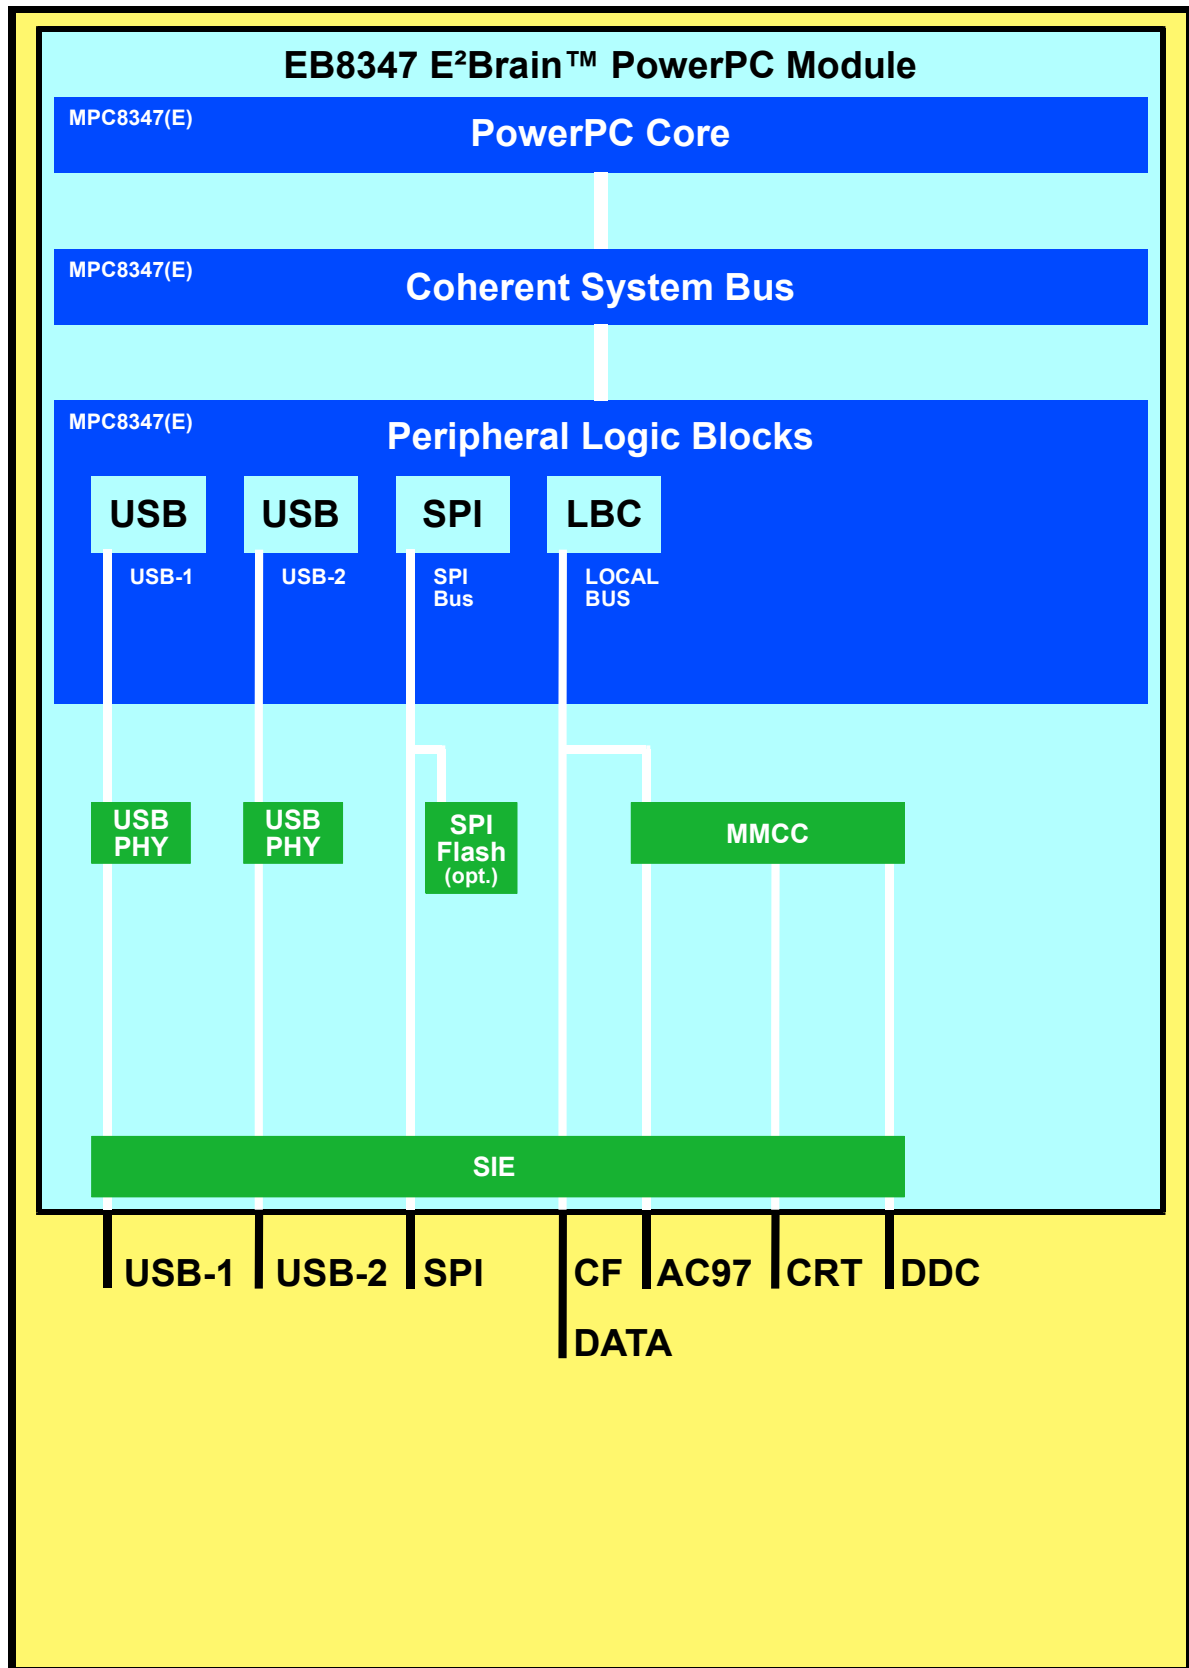 EB8347 E²Brain™ PowerPC Module
MPC8347(E)
PowerPC Core
MPC8347(E)
Coherent System Bus
MPC8347(E)
Peripheral Logic Blocks
USB
USB
SPI
LBC
USB-1
USB-2
SPI
Bus
LOCAL
BUS
USB
PHY
USB
PHY
SPI
Flash
(opt.)
MMCC
SIE
USB-1
USB-2
SPI
CF
AC97
CRT
DDC
DATA